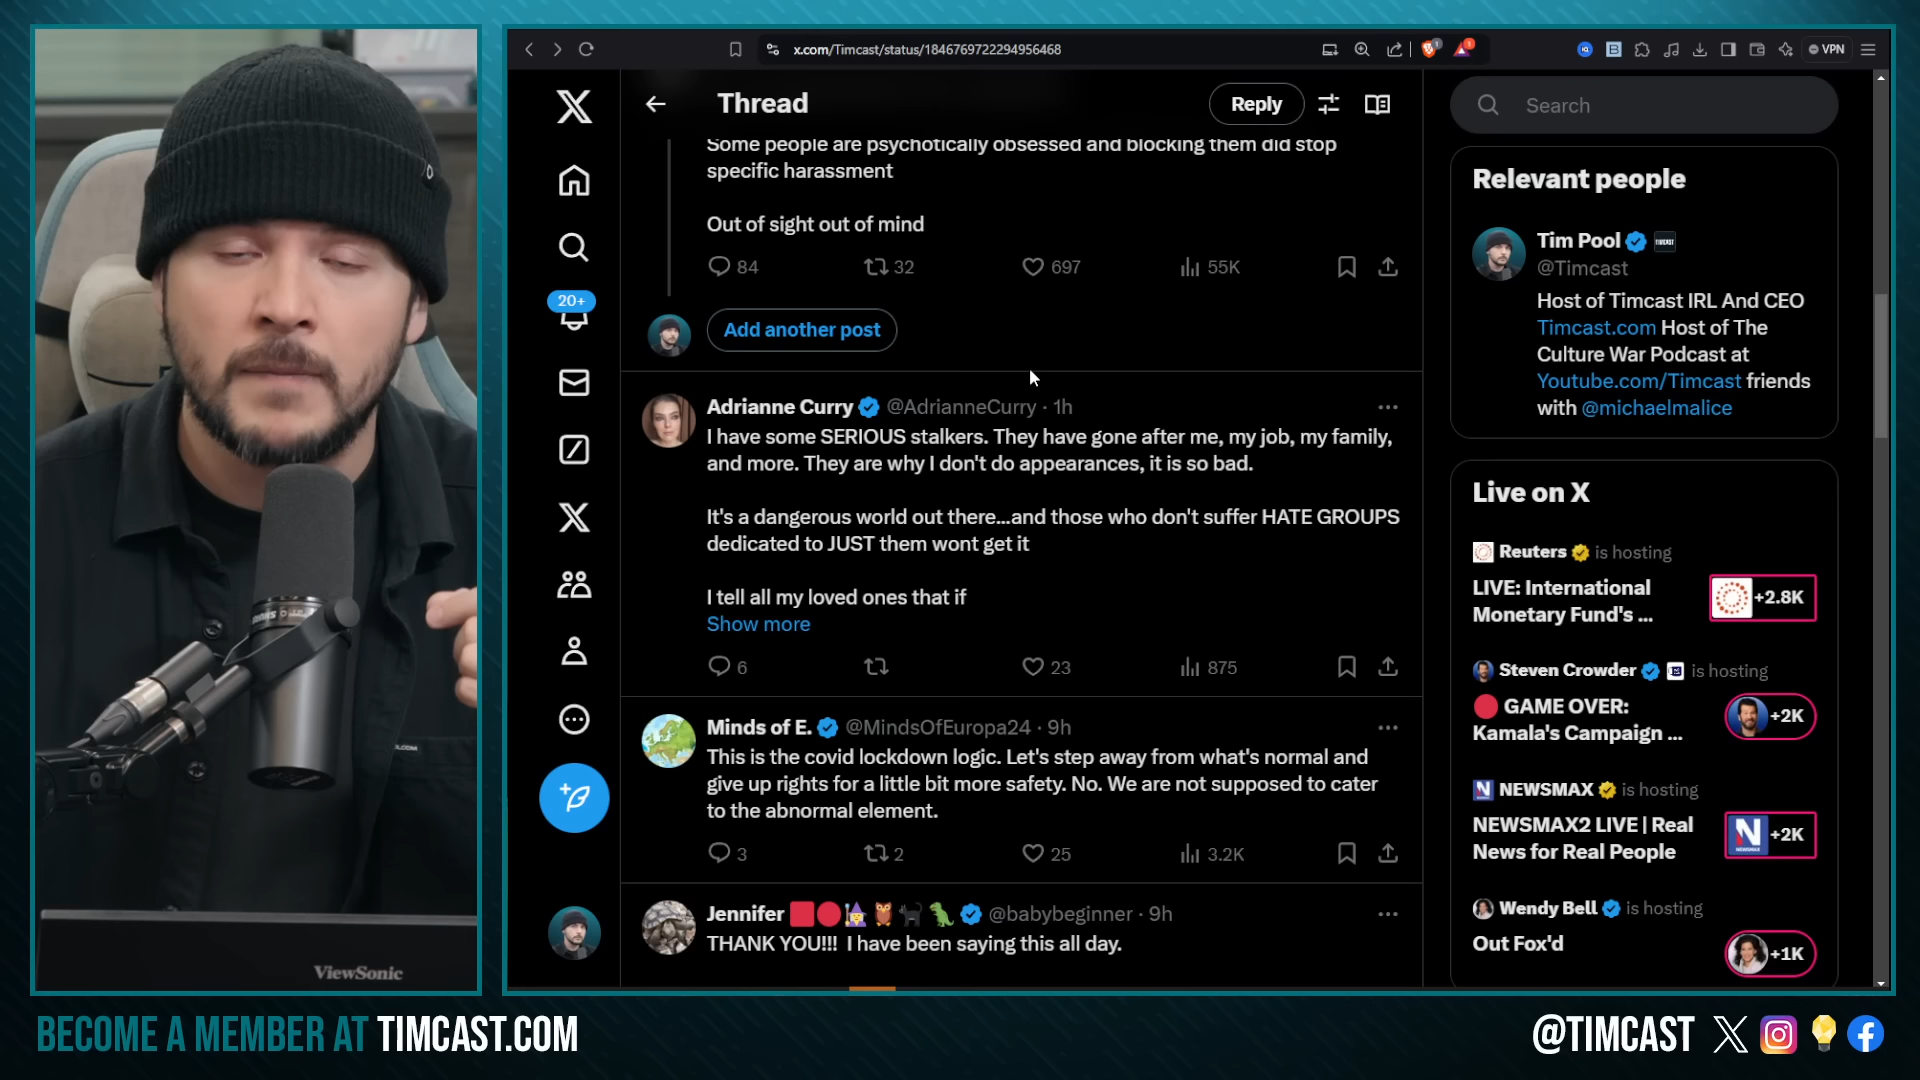 x.com/Timcast/status/1846769722294956468
VPN
Thread
Reply
Search
20+
Some people are psychotically obsessed and blocking them did stop
specific harassment
Out of sight out of mind
84 32 697 55K
Add another post
Adrianne Curry @AdrianneCurry · 1h
I have some SERIOUS stalkers. They have gone after me, my job, my family,
and more. They are why I don't do appearances, it is so bad.
It's a dangerous world out there...and those who don't suffer HATE GROUPS
dedicated to JUST them wont get it
I tell all my loved ones that if
Show more
6 23 875
Minds of E. @MindsOfEuropa24 · 9h
This is the covid lockdown logic. Let's step away from what's normal and
give up rights for a little bit more safety. No. We are not supposed to cater
to the abnormal element.
3 2 25 3.2K
Jennifer @babybeginner · 9h
THANK YOU!!! I have been saying this all day.
Relevant people
Tim Pool
@Timcast
Host of Timcast IRL And CEO
Timcast.com Host of The
Culture War Podcast at
Youtube.com/Timcast friends
with @michaelmalice
Live on X
Reuters is hosting
LIVE: International
Monetary Fund's ...
+2.8K
Steven Crowder is hosting
GAME OVER:
Kamala's Campaign ...
+2K
NEWSMAX is hosting
NEWSMAX2 LIVE | Real
News for Real People
+2K
Wendy Bell is hosting
Out Fox'd
+1K
ViewSonic
BECOME A MEMBER AT TIMCAST.COM
@TIMCAST